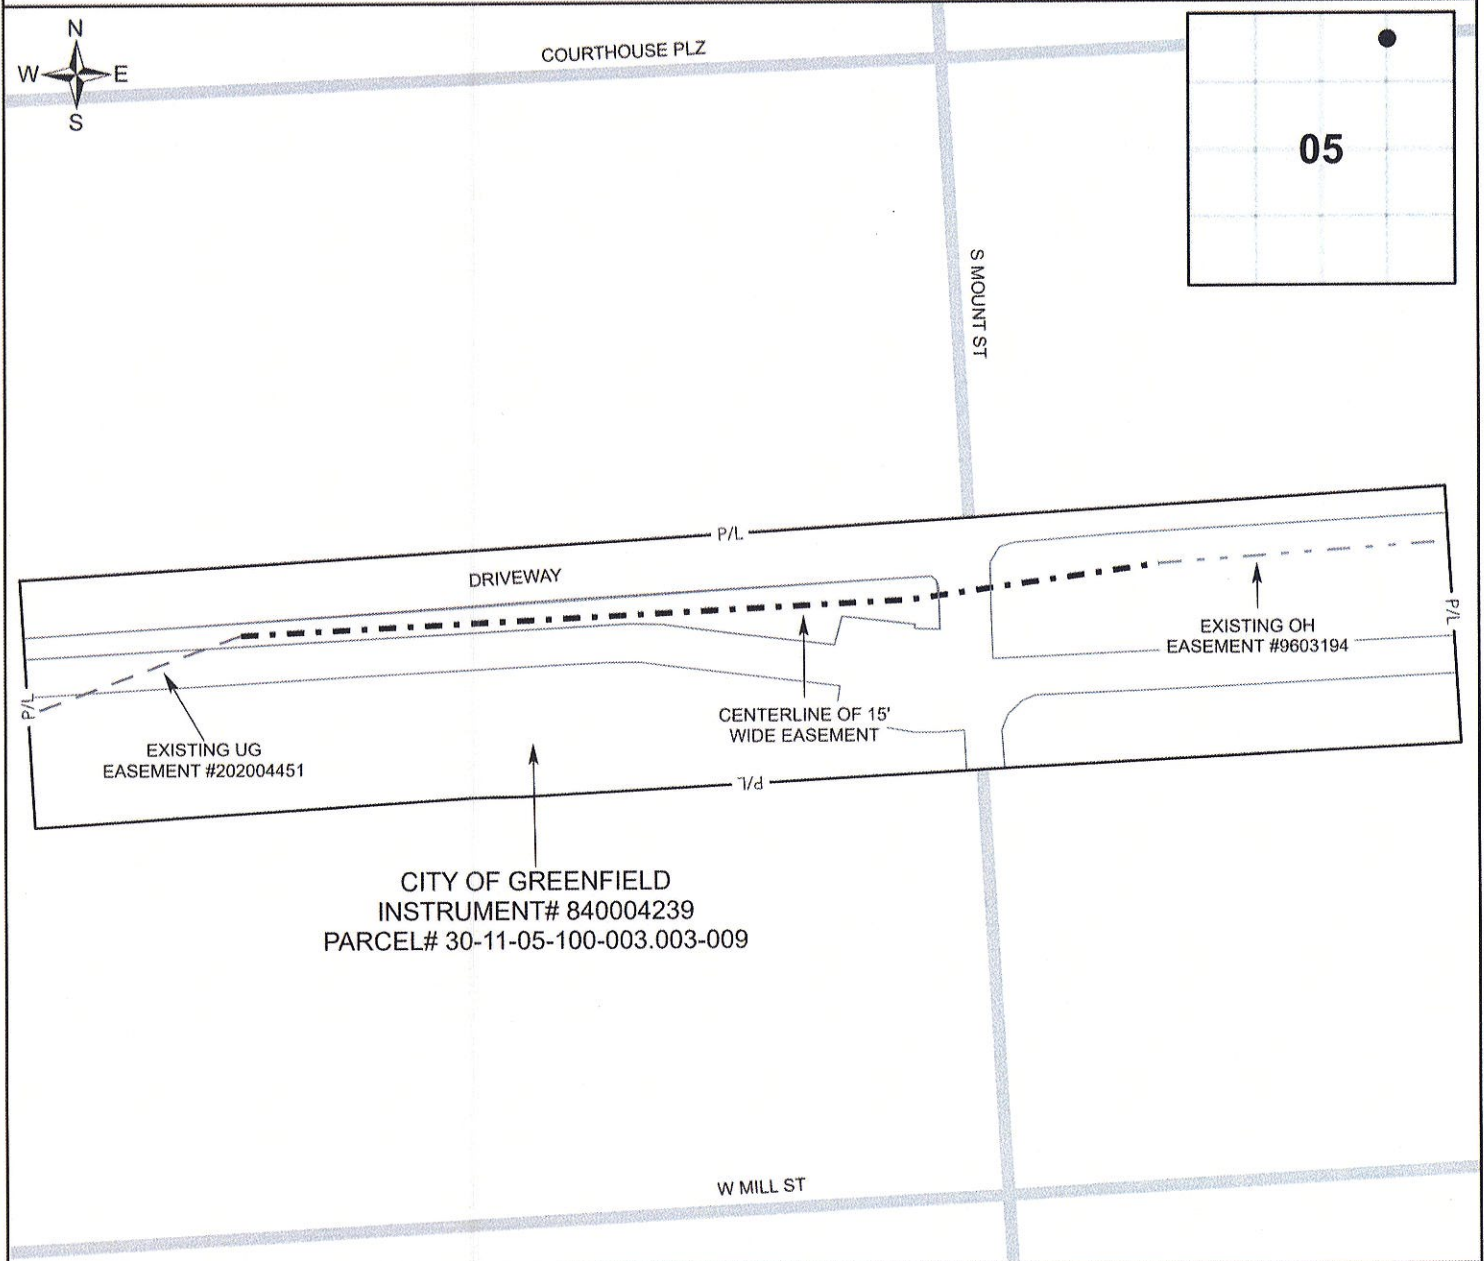 N
W E
S
COURTHOUSE PLZ
05
S MOUNT ST
P/L
DRIVEWAY
P/L
EXISTING OH
EASEMENT #9603194
P/L
CENTERLINE OF 15'
WIDE EASEMENT
EXISTING UG
EASEMENT #202004451
P/L
CITY OF GREENFIELD
INSTRUMENT# 840004239
PARCEL# 30-11-05-100-003.003-009
W MILL ST